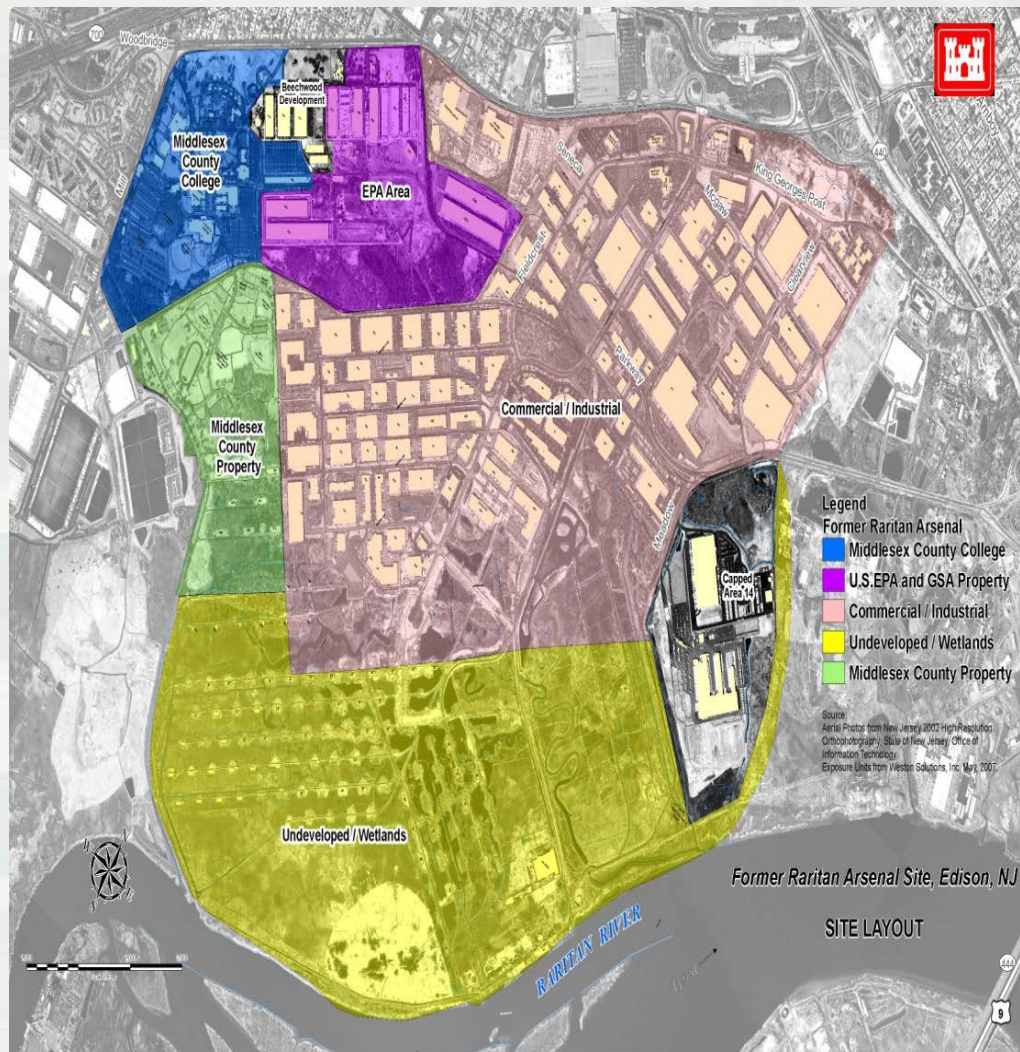 700
Woodbridge
Mill
Beechwood
Development
Middlesex
County
College
EPA Area
Seneca
440
King Georges Post
Mcgaw
Fieldcrest
Clearview
Parkway
Middlesex
County
Property
Commercial / Industrial
Meadow
Capped
Area 14
Legend
Former Raritan Arsenal
Middlesex County College
U.S.EPA and GSA Property
Commercial / Industrial
Undeveloped / Wetlands
Middlesex County Property
Source:
Aerial Photos from New Jersey 2002 High Resolution
Orthophotography, State of New Jersey, Office of
Information Technology
Exposure Units from Weston Solutions, Inc. May, 2007.
Undeveloped / Wetlands
Former Raritan Arsenal Site, Edison, NJ
SITE LAYOUT
RARITAN RIVER
9